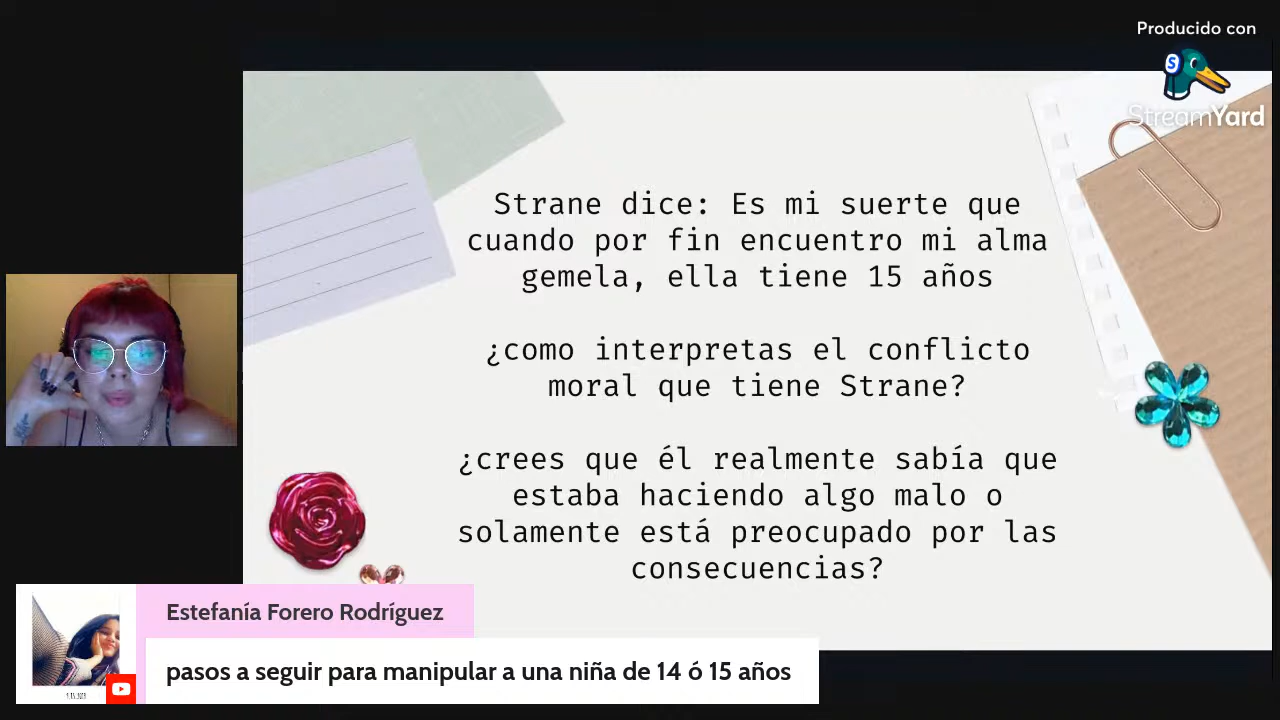 Producido con
StreamYard
Strane dice: Es mi suerte que
cuando por fin encuentro mi alma
gemela, ella tiene 15 años
¿como interpretas el conflicto
moral que tiene Strane?
¿crees que él realmente sabía que
estaba haciendo algo malo o
solamente está preocupado por las
consecuencias?
Estefanía Forero Rodríguez
pasos a seguir para manipular a una niña de 14 ó 15 años